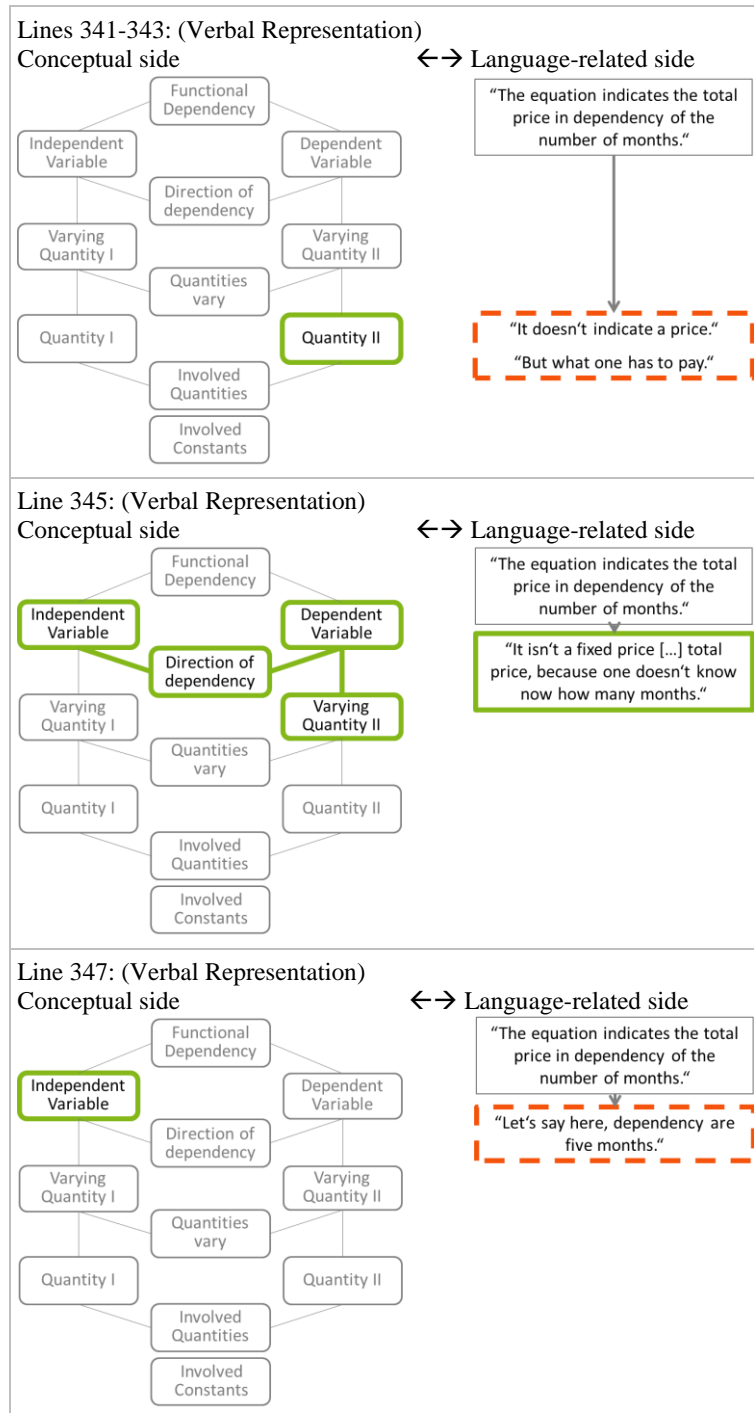 Lines 341-343: (Verbal Representation)
Conceptual side ←→ Language-related side
Functional
Dependency
Independent
Variable
Dependent
Variable
Direction of
dependency
Varying
Quantity I
Varying
Quantity II
Quantities
vary
Quantity I
Quantity II
Involved
Quantities
Involved
Constants
“The equation indicates the total
price in dependency of the
number of months.“
“It doesn‘t indicate a price.“
“But what one has to pay.“
Line 345: (Verbal Representation)
Conceptual side ←→ Language-related side
Functional
Dependency
Independent
Variable
Dependent
Variable
Direction of
dependency
Varying
Quantity I
Varying
Quantity II
Quantities
vary
Quantity I
Quantity II
Involved
Quantities
Involved
Constants
“The equation indicates the total
price in dependency of the
number of months.“
“It isn‘t a fixed price [...] total
price, because one doesn‘t know
now how many months.“
Line 347: (Verbal Representation)
Conceptual side ←→ Language-related side
Functional
Dependency
Independent
Variable
Dependent
Variable
Direction of
dependency
Varying
Quantity I
Varying
Quantity II
Quantities
vary
Quantity I
Quantity II
Involved
Quantities
Involved
Constants
“The equation indicates the total
price in dependency of the
number of months.“
“Let‘s say here, dependency are
five months.“